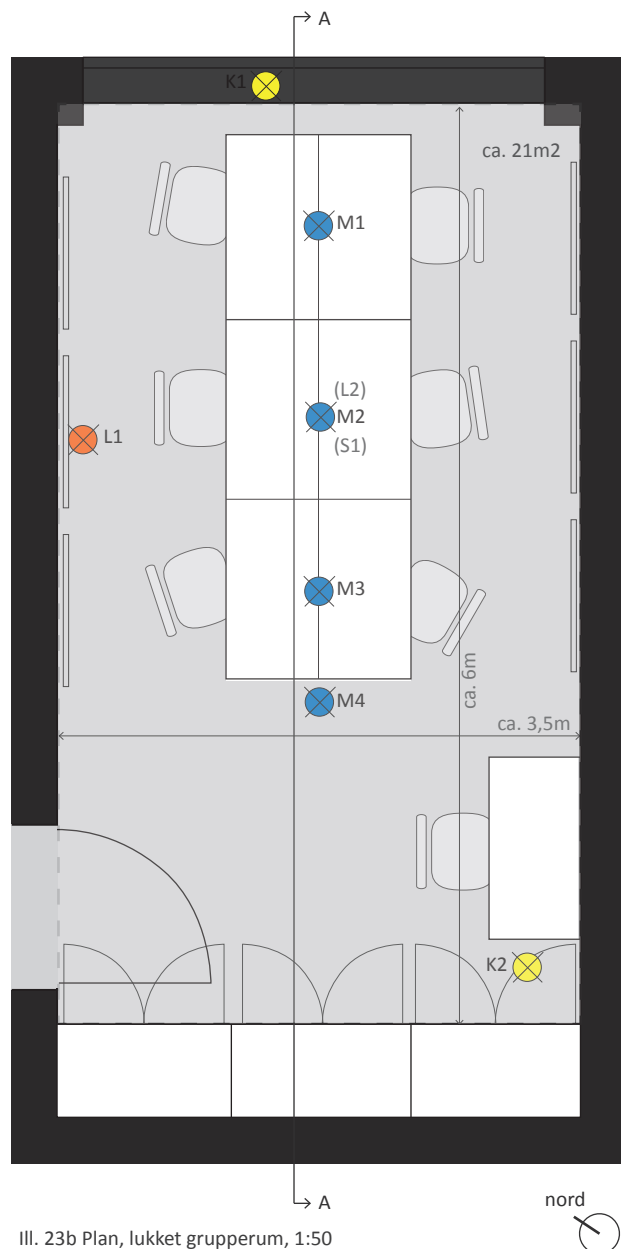 A
K1
ca. 21m2
M1
(L2)
M2
(S1)
L1
M3
ca. 6m
M4
ca. 3,5m
K2
A
nord
Ill. 23b Plan, lukket grupperum, 1:50